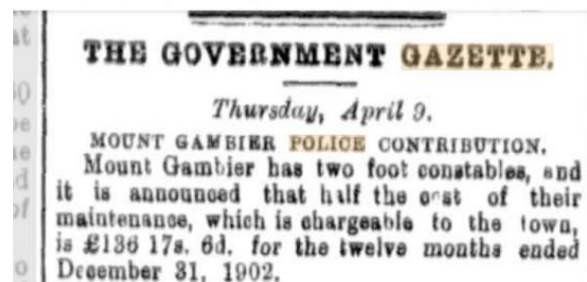 THE GOVERNMENT GAZETTE.
Thursday, April 9.
MOUNT GAMBIER POLICE CONTRIBUTION.
Mount Gambier has two foot constables, and
it is announced that half the cost of their
maintenance, which is chargeable to the town,
is £136 17s. 6d. for the twelve months ended
December 31, 1902.